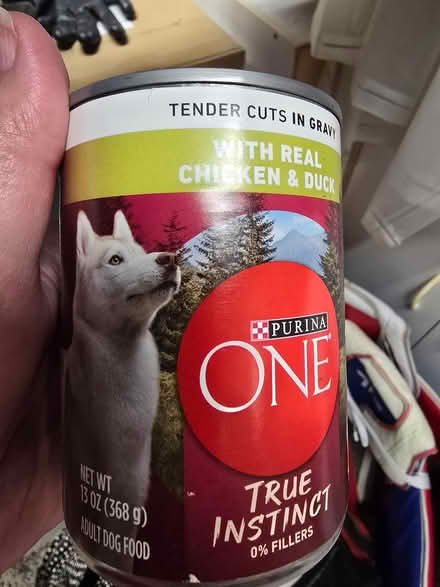 TENDER CUTS IN GRAVY
WITH REAL
CHICKEN & DUCK
PURINA
ONE
TRUE
INSTINCT
0% FILLERS
NET WT
13 OZ (368 g)
ADULT DOG FOOD